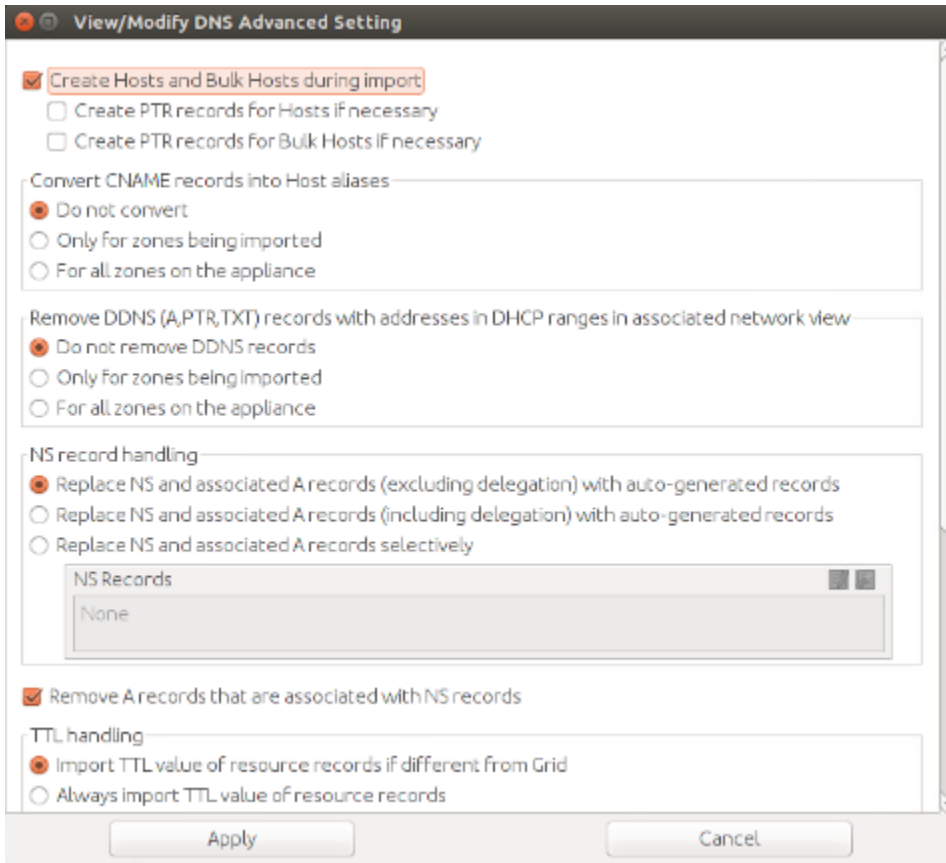 View/Modify DNS Advanced Setting
Create Hosts and Bulk Hosts during import
Create PTR records for Hosts if necessary
Create PTR records for Bulk Hosts if necessary
Convert CNAME records into Host aliases
Do not convert
Only for zones being imported
For all zones on the appliance
Remove DDNS (A,PTR,TXT) records with addresses in DHCP ranges in associated network view
Do not remove DDNS records
Only for zones being imported
For all zones on the appliance
NS record handling
Replace NS and associated A records (excluding delegation) with auto-generated records
Replace NS and associated A records (including delegation) with auto-generated records
Replace NS and associated A records selectively
NS Records
None
Remove A records that are associated with NS records
TTL handling
Import TTL value of resource records if different from Grid
Always import TTL value of resource records
Apply
Cancel